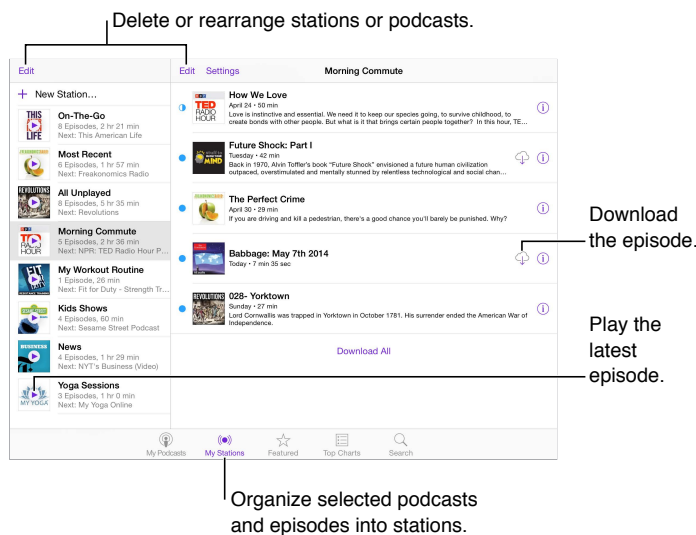 Delete or rearrange stations or podcasts.
Edit
Edit Settings Morning Commute
+ New Station…
On-The-Go
8 Episodes, 2 hr 21 min
Next: This American Life
Most Recent
6 Episodes, 1 hr 57 min
Next: Freakonomics Radio
All Unplayed
8 Episodes, 5 hr 35 min
Next: Revolutions
Morning Commute
5 Episodes, 2 hr 36 min
Next: NPR: TED Radio Hour P…
My Workout Routine
1 Episode, 26 min
Next: Fit for Duty - Strength Tr…
Kids Shows
4 Episodes, 60 min
Next: Sesame Street Podcast
News
4 Episodes, 1 hr 29 min
Next: NYT's Business (Video)
Yoga Sessions
3 Episodes, 1 hr 0 min
Next: My Yoga Online
THIS
LIFE
REVOLUTIONS
HOUR
BUSINESS
MY YOGA
TED
RADIO
HOUR
How We Love
April 24 • 50 min
Love is instinctive and essential. We need it to keep our species going, to survive childhood, to
create bonds with other people. But what is it that brings certain people together? In this hour, TE…
MIND
Future Shock: Part I
Tuesday • 42 min
Back in 1970, Alvin Toffler's book "Future Shock" envisioned a future human civilization
outpaced, overstimulated and mentally stunned by relentless technological and social chan…
The Perfect Crime
April 30 • 29 min
If you are driving and kill a pedestrian, there's a good chance you'll barely be punished. Why?
Babbage: May 7th 2014
Today • 7 min 35 sec
REVOLUTIONS
028- Yorktown
Sunday • 27 min
Lord Cornwallis was trapped in Yorktown in October 1781. His surrender ended the American War of
Independence.
Download All
My Podcasts
My Stations
Featured
Top Charts
Search
Download
the episode.
Play the
latest
episode.
Organize selected podcasts
and episodes into stations.